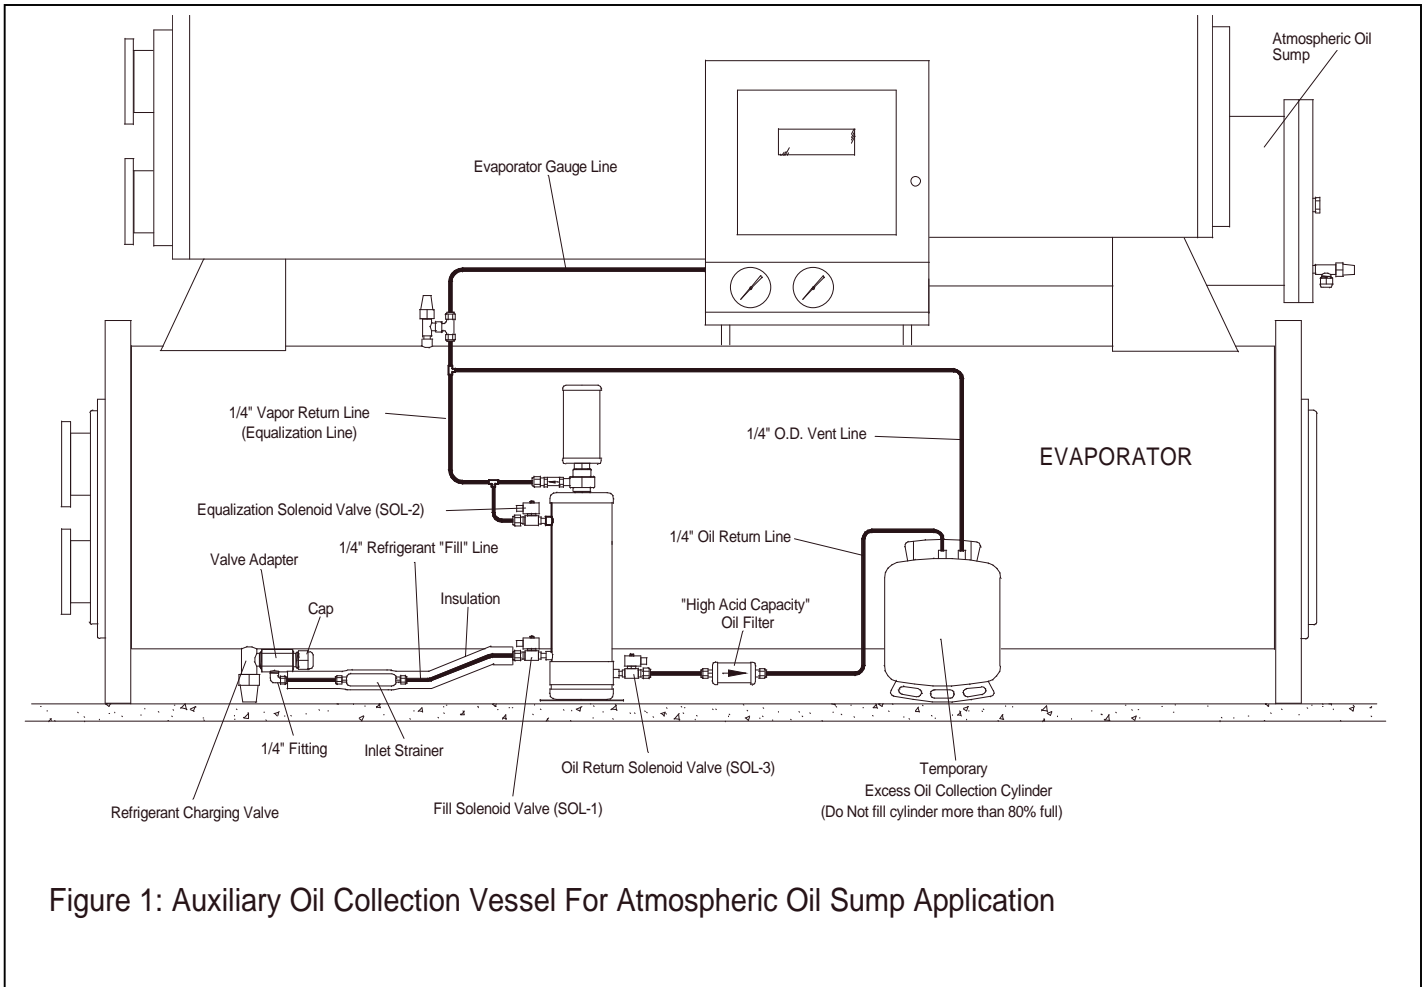 Atmospheric Oil
Sump
Evaporator Gauge Line
1/4" Vapor Return Line
(Equalization Line)
1/4" O.D. Vent Line
EVAPORATOR
Equalization Solenoid Valve (SOL-2)
1/4" Oil Return Line
1/4" Refrigerant "Fill" Line
Valve Adapter
Insulation
"High Acid Capacity"
Oil Filter
Cap
1/4" Fitting
Inlet Strainer
Oil Return Solenoid Valve (SOL-3)
Temporary
Excess Oil Collection Cylinder
(Do Not fill cylinder more than 80% full)
Refrigerant Charging Valve
Fill Solenoid Valve (SOL-1)
Figure 1: Auxiliary Oil Collection Vessel For Atmospheric Oil Sump Application